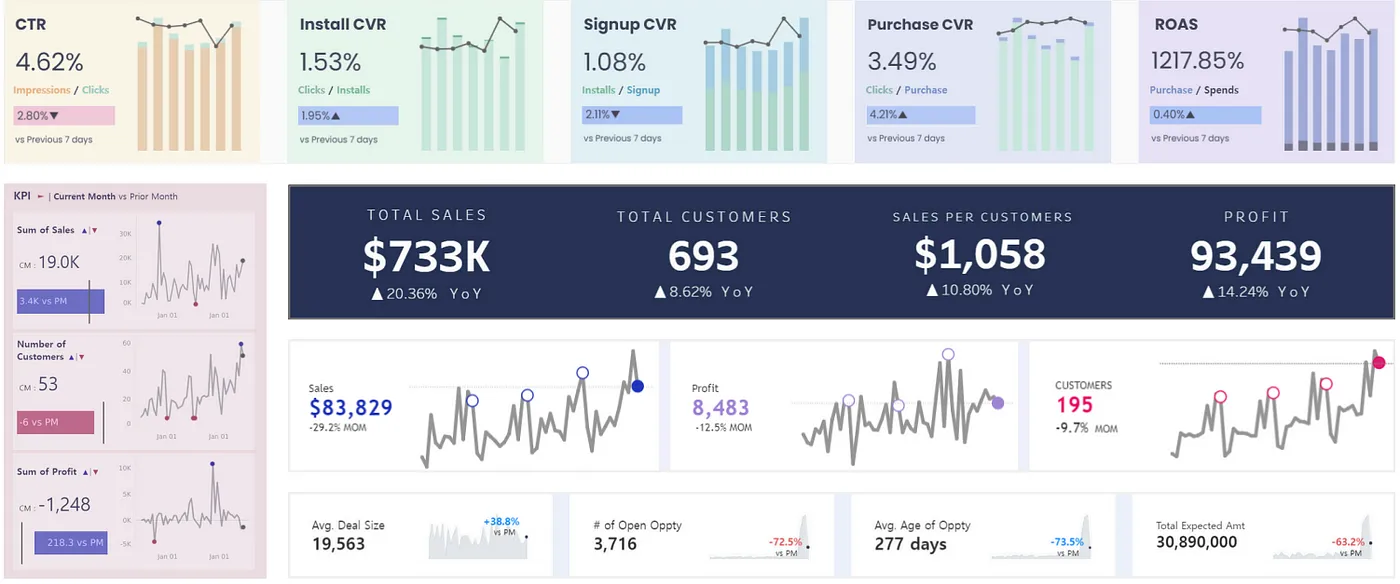 CTR
4.62%
Impressions / Clicks
2.80%▼
vs Previous 7 days
Install CVR
1.53%
Clicks / Installs
1.95%▲
vs Previous 7 days
Signup CVR
1.08%
Installs / Signup
2.11%▼
vs Previous 7 days
Purchase CVR
3.49%
Clicks / Purchase
4.21%▲
vs Previous 7 days
ROAS
1217.85%
Purchase / Spends
0.40%▲
vs Previous 7 days
KPI | Current Month vs Prior Month
Sum of Sales ▲|▼
CM : 19.0K
3.4K vs PM
30K
20K
10K
0K
Jan 01 Jan 01
Number of
Customers ▲|▼
CM : 53
-6 vs PM
60
40
20
0
Jan 01 Jan 01
Sum of Profit ▲|▼
CM : -1,248
218.3 vs PM
10K
5K
0K
-5K
Jan 01 Jan 01
TOTAL SALES
$733K
▲20.36% YoY
TOTAL CUSTOMERS
693
▲8.62% YoY
SALES PER CUSTOMERS
$1,058
▲10.80% YoY
PROFIT
93,439
▲14.24% YoY
Sales
$83,829
-29.2% MOM
Profit
8,483
-12.5% MOM
CUSTOMERS
195
-9.7% MOM
Avg. Deal Size
19,563
+38.8%
vs PM
# of Open Oppty
3,716
-72.5%
vs PM
Avg. Age of Oppty
277 days
-73.5%
vs PM
Total Expected Amt
30,890,000
-63.2%
vs PM